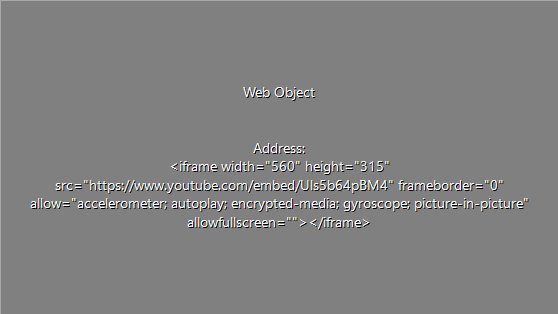 Web Object
Address:
<iframe width="560" height="315"
src="https://www.youtube.com/embed/UIs5b64pBM4" frameborder="0"
allow="accelerometer; autoplay; encrypted-media; gyroscope; picture-in-picture"
allowfullscreen=""></iframe>